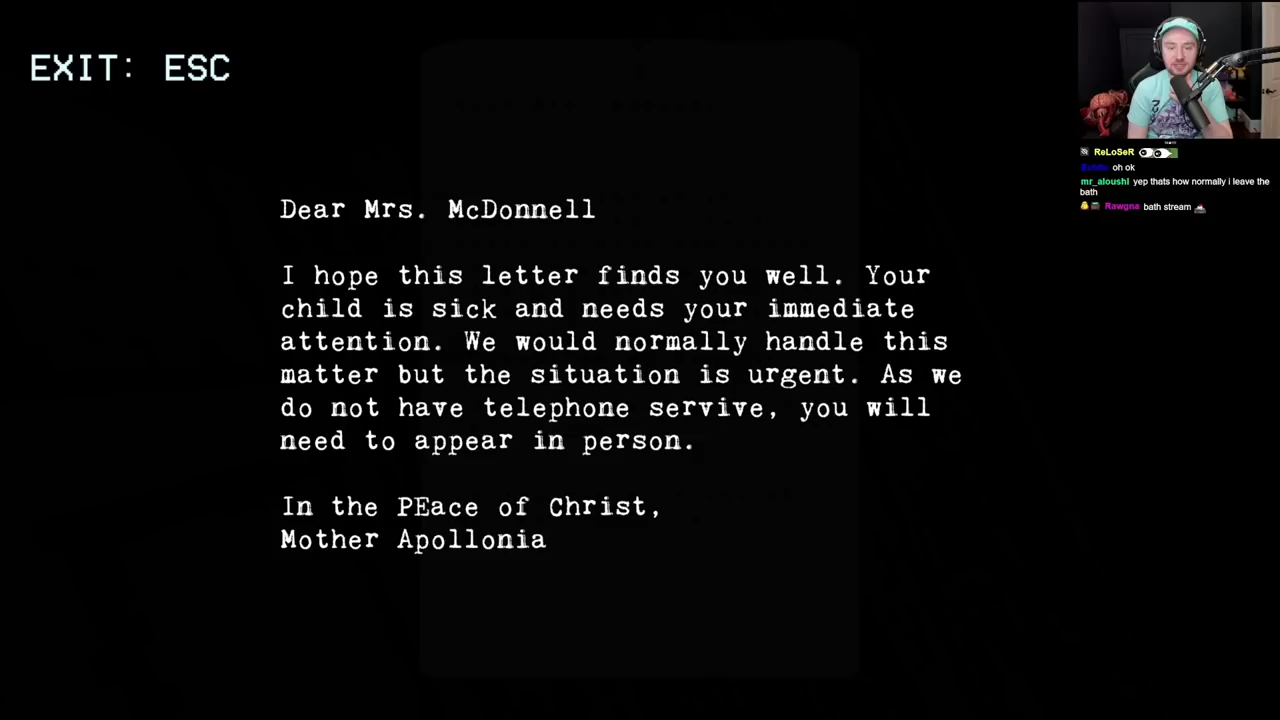 EXIT: ESC
Dear Mrs. McDonnell
I hope this letter finds you well. Your
child is sick and needs your immediate
attention. We would normally handle this
matter but the situation is urgent. As we
do not have telephone servive, you will
need to appear in person.
In the PEace of Christ,
Mother Apollonia
ReLoSeR
oh ok
mr_aloushi yep thats how normally i leave the
bath
Rawgna bath stream